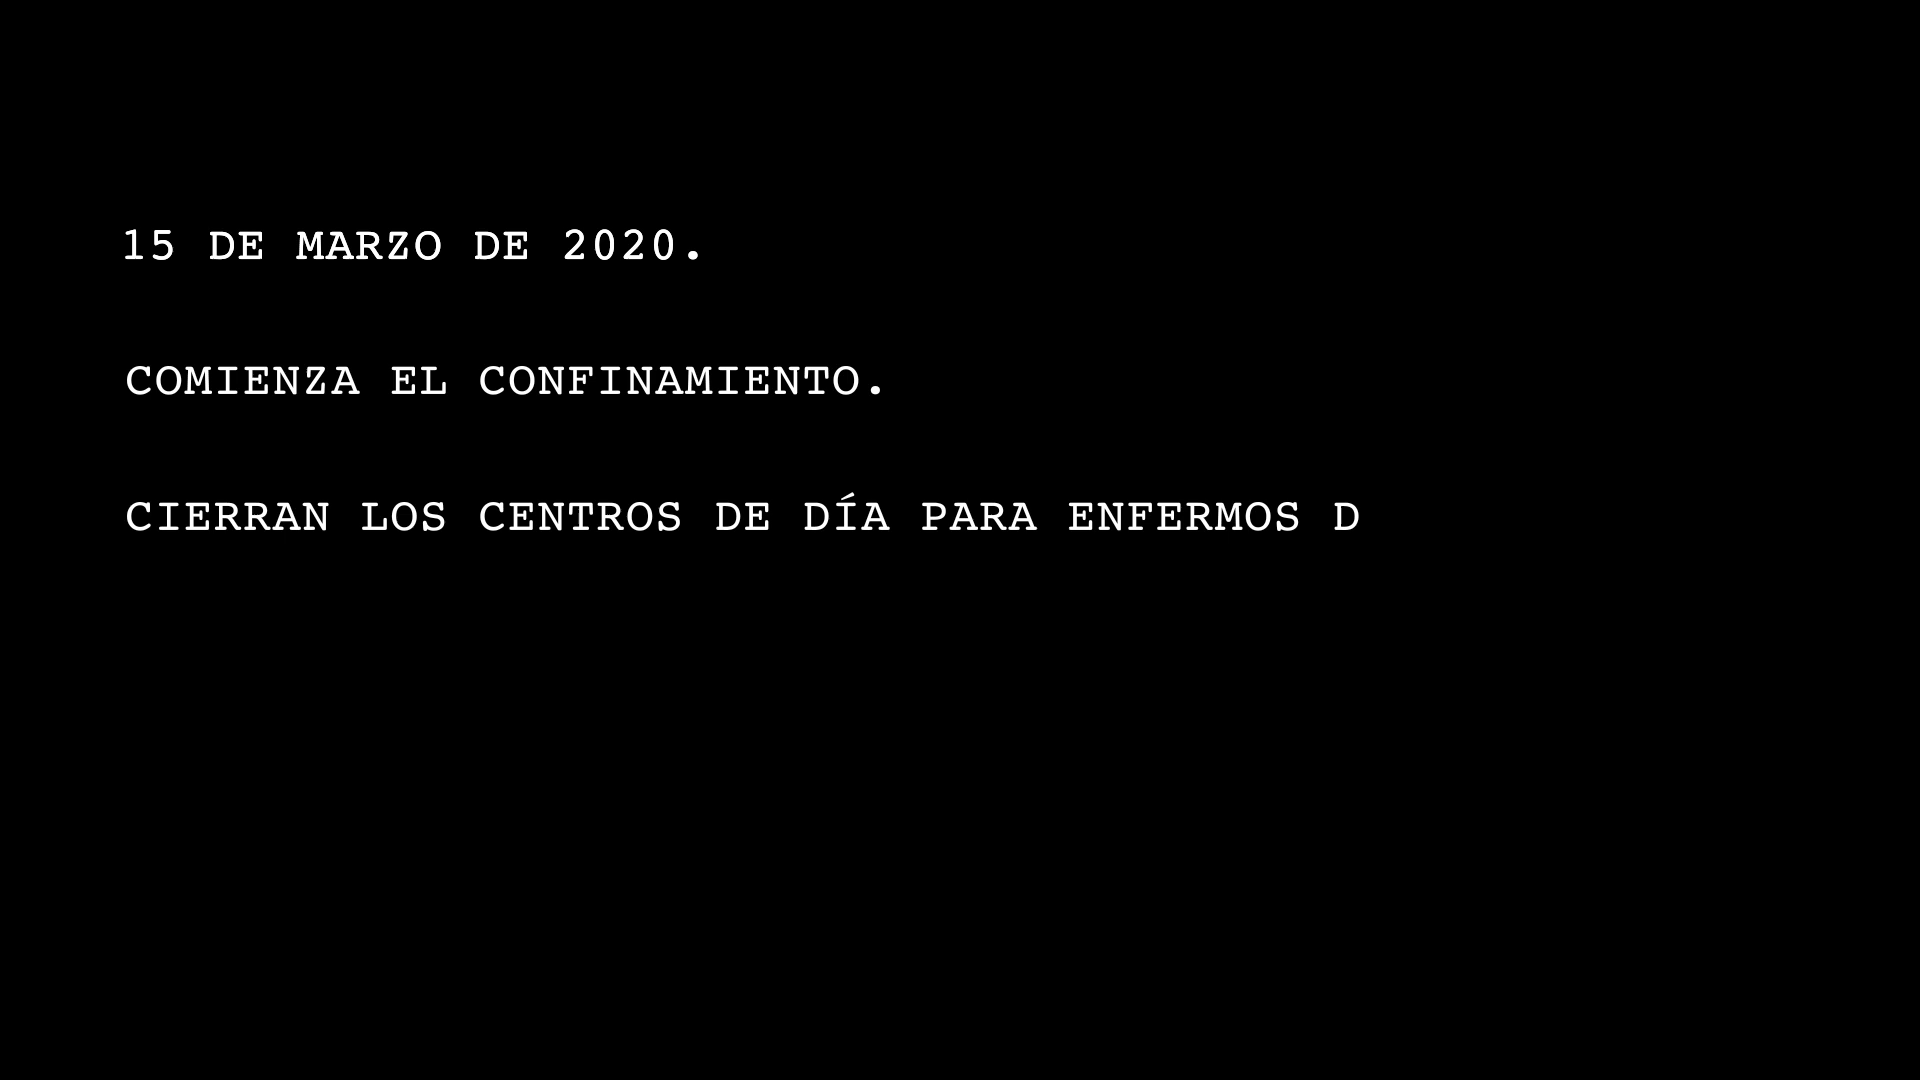 15 DE MARZO DE 2020.
COMIENZA EL CONFINAMIENTO.
CIERRAN LOS CENTROS DE DÍA PARA ENFERMOS D